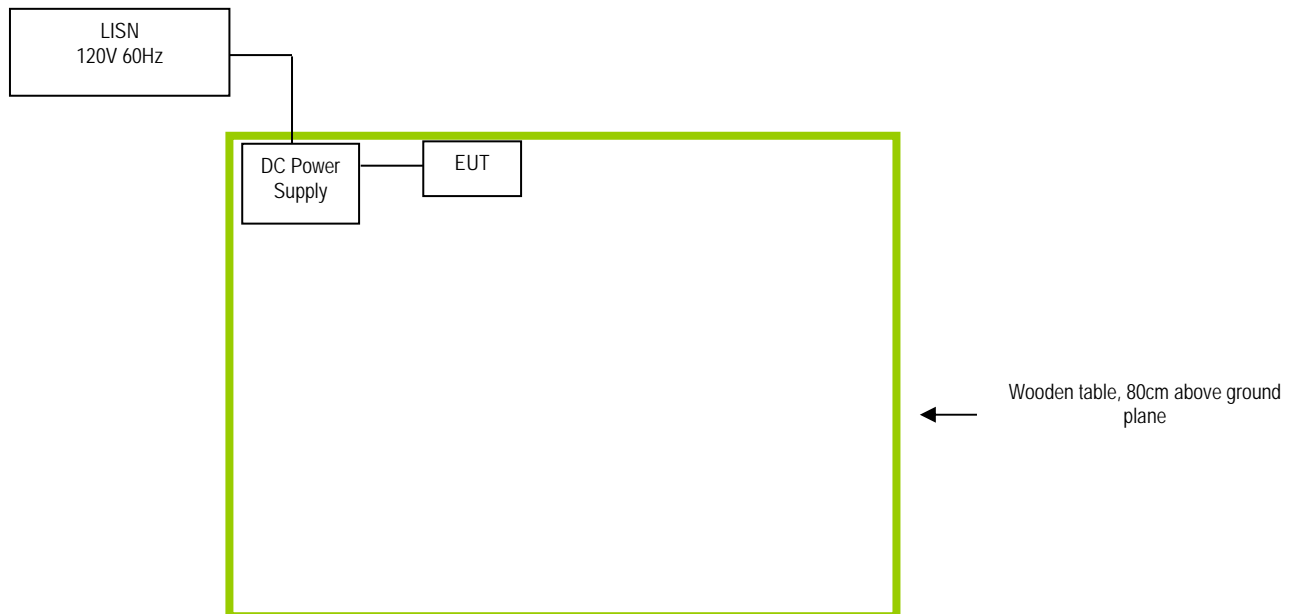 LISN
120V 60Hz
DC Power
Supply
EUT
Wooden table, 80cm above ground
plane